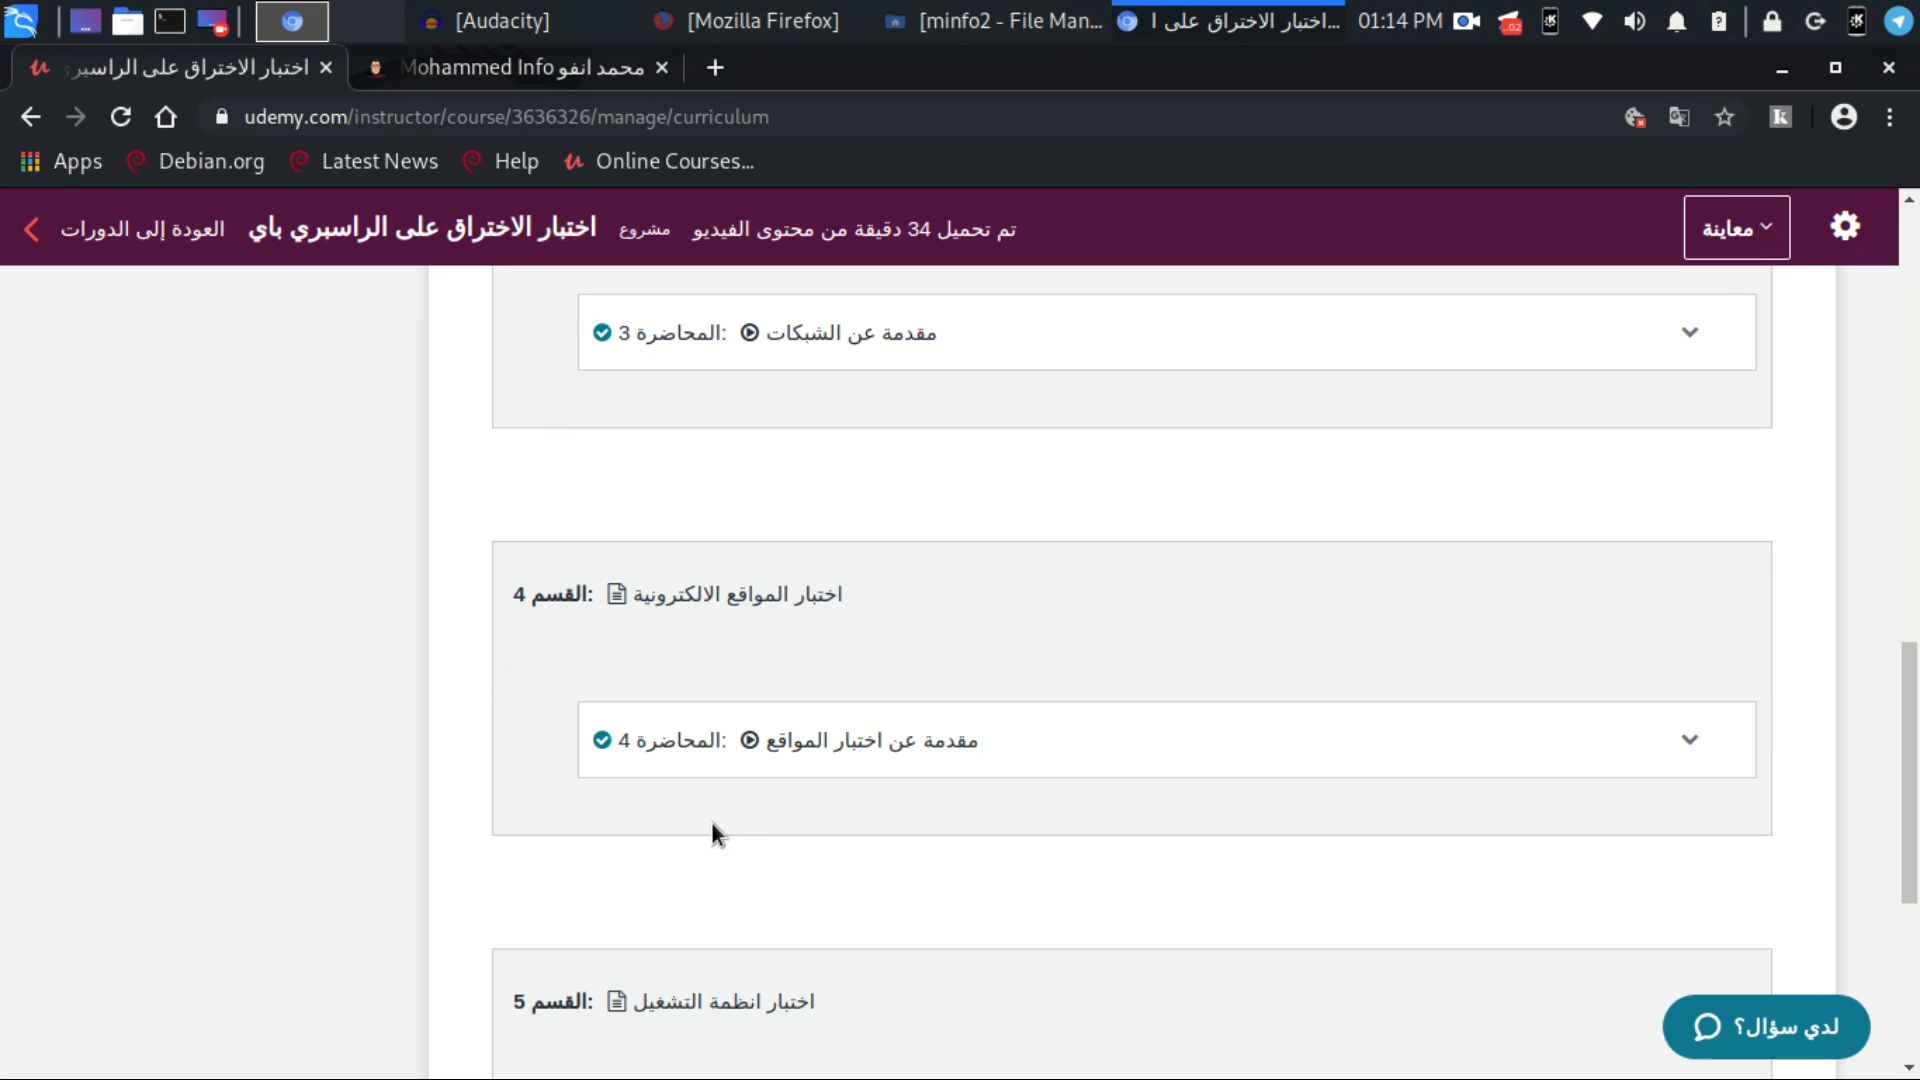 [Audacity]
[Mozilla Firefox]
[minfo2 - File Man...
اختبار الاختراق على ا...
01:14 PM
اختبار الاختراق على الراسبري
Mohammed Info محمد انفو
udemy.com/instructor/course/3636326/manage/curriculum
Apps
Debian.org
Latest News
Help
Online Courses...
العودة إلى الدورات
اختبار الاختراق على الراسبري باي
مشروع
تم تحميل 34 دقيقة من محتوى الفيديو
معاينة
المحاضرة 3: مقدمة عن الشبكات
القسم 4: اختبار المواقع الالكترونية
المحاضرة 4: مقدمة عن اختبار المواقع
القسم 5: اختبار انظمة التشغيل
لدي سؤال؟